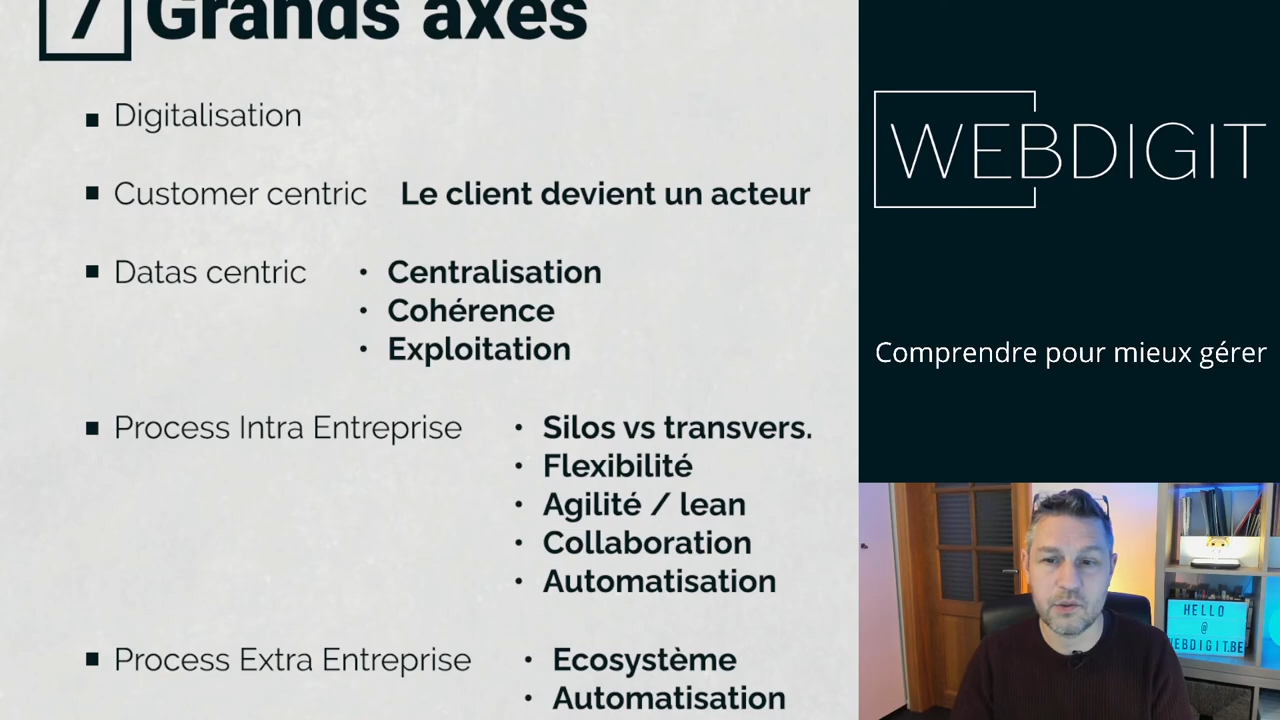 7 Grands axes
Digitalisation
Customer centric Le client devient un acteur
Datas centric • Centralisation
• Cohérence
• Exploitation
Process Intra Entreprise • Silos vs transvers.
• Flexibilité
• Agilité / lean
• Collaboration
• Automatisation
Process Extra Entreprise • Ecosystème
• Automatisation
WEBDIGIT
Comprendre pour mieux gérer
HELLO
@
WEBDIGIT.BE